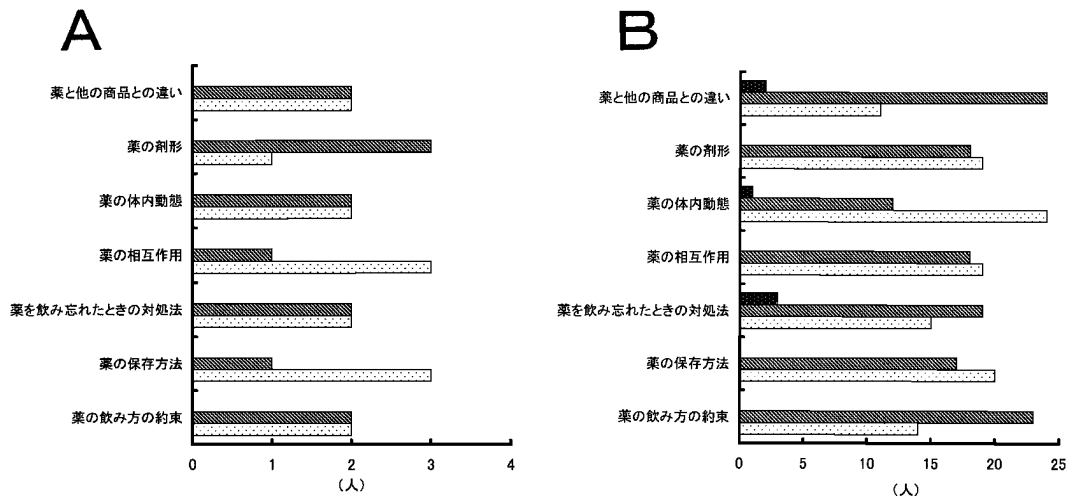 A
薬と他の商品との違い
薬の剤形
薬の体内動態
薬の相互作用
薬を飲み忘れたときの対処法
薬の保存方法
薬の飲み方の約束
0 1 2 3 4
(人)
B
薬と他の商品との違い
薬の剤形
薬の体内動態
薬の相互作用
薬を飲み忘れたときの対処法
薬の保存方法
薬の飲み方の約束
0 5 10 15 20 25
(人)